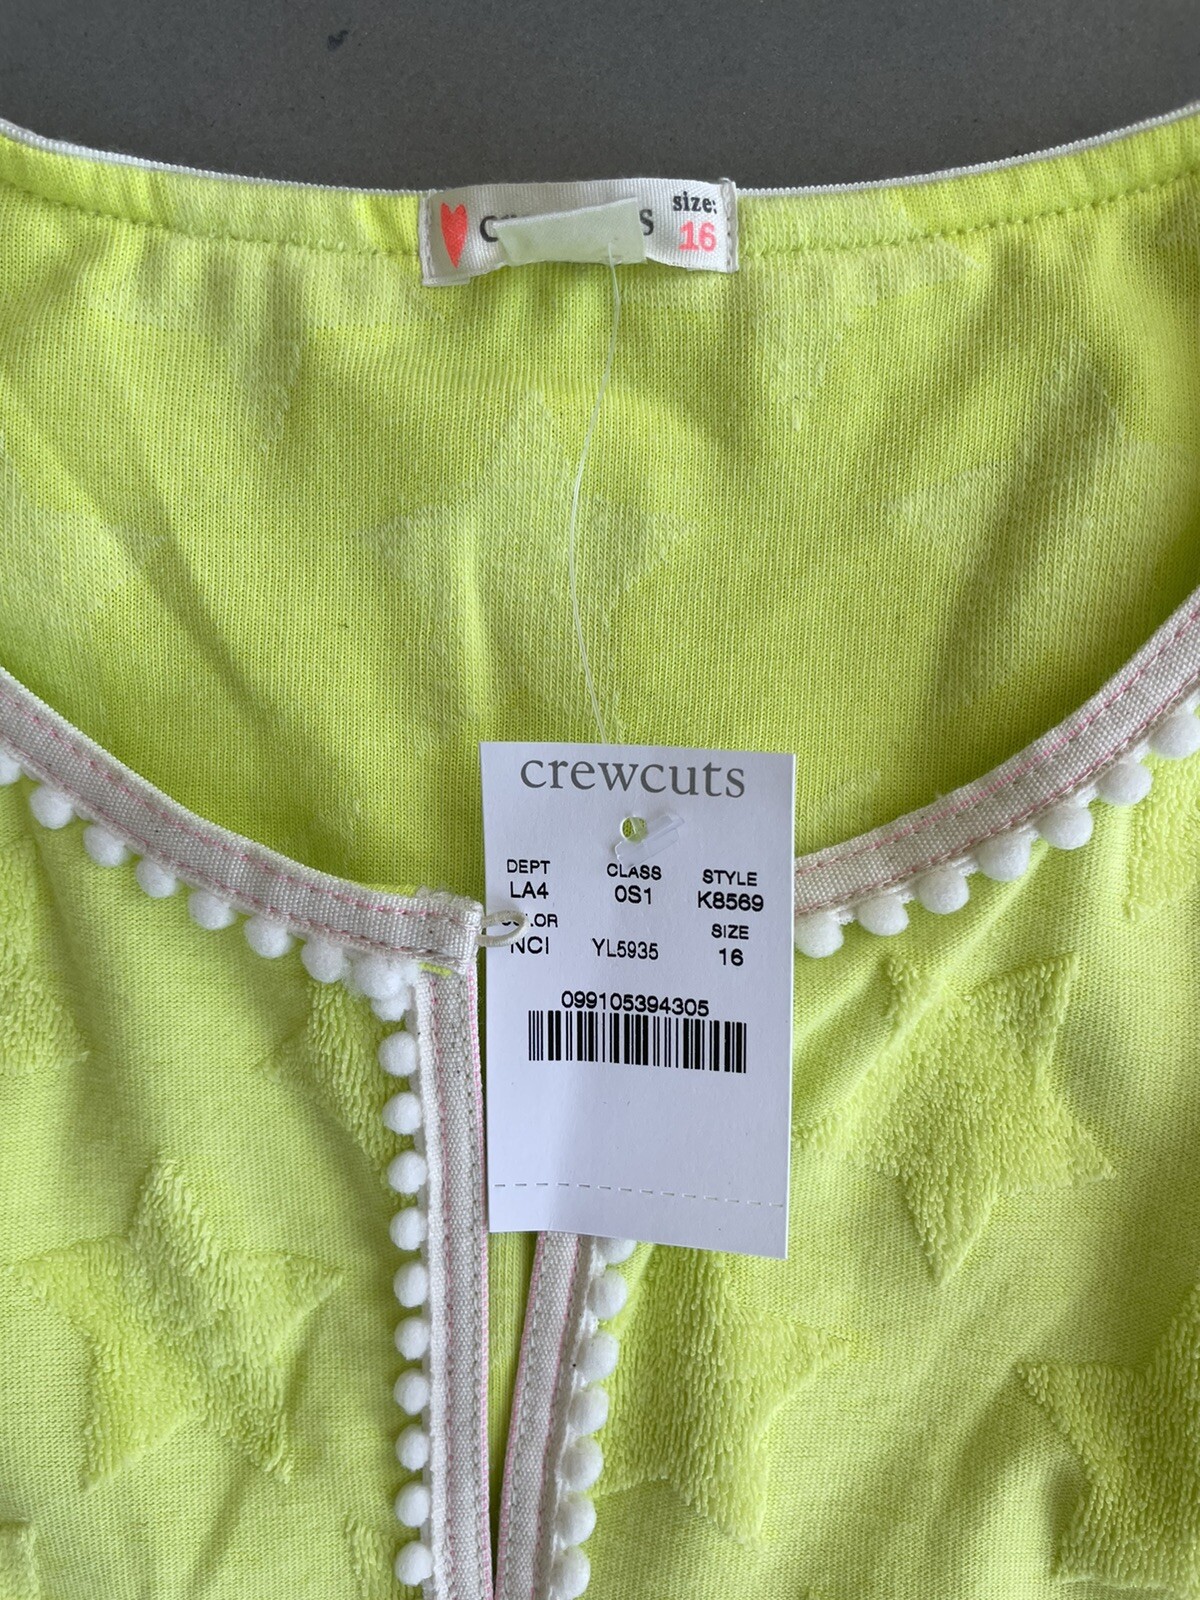 size:
16
crewcuts
DEPT CLASS STYLE
LA4 0S1 K8569
SIZE
NCI YL5935 16
099105394305